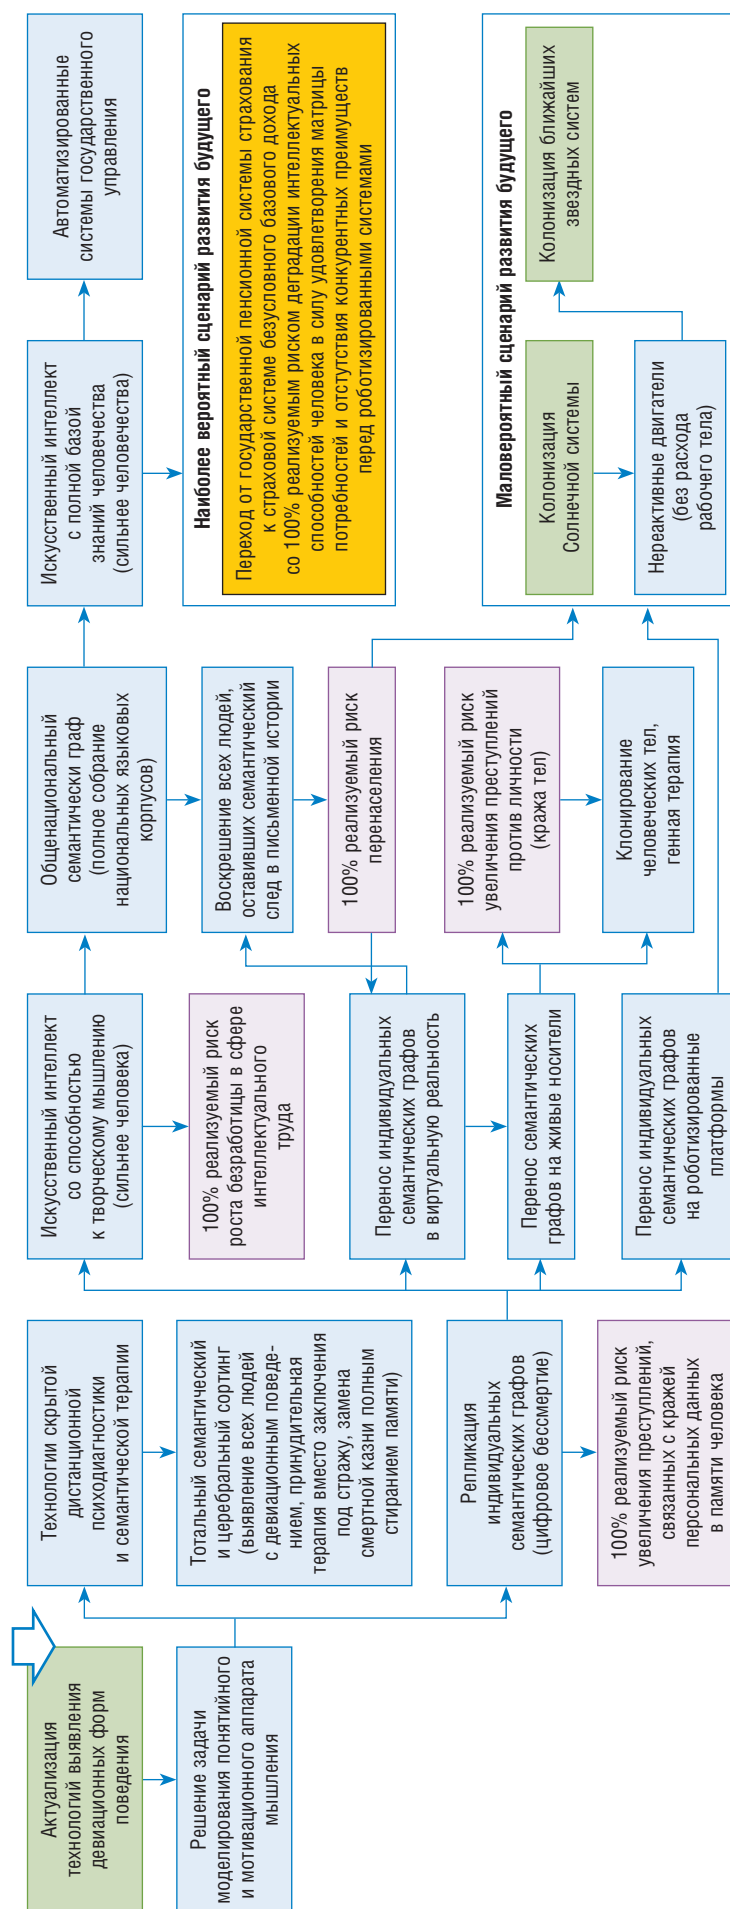 Актуализация
технологий выявления
девиационных форм
поведения
Решение задачи
моделирования понятийного
и мотивационного аппарата
мышления
Технологии скрытой
дистанционной
психодиагностики
и семантической терапии
Тотальный семантический
и церебральный сортинг
(выявление всех людей
с девиационным поведе-
нием, принудительная
терапия вместо заключения
под стражу, замена
смертной казни полным
стиранием памяти)
Репликация
индивидуальных
семантических графов
(цифровое бессмертие)
100% реализуемый риск
увеличения преступлений,
связанных с кражей
персональных данных
в памяти человека
Искусственный интеллект
со способностью
к творческому мышлению
(сильнее человека)
100% реализуемый риск
роста безработицы в сфере
интеллектуального
труда
Перенос индивидуальных
семантических графов
в виртуальную реальность
Перенос семантических
графов на живые носители
Перенос индивидуальных
семантических графов
на роботизированные
платформы
Общенациональный
семантически граф
(полное собрание
национальных языковых
корпусов)
Воскрешение всех людей,
оставивших семантический
след в письменной истории
100% реализуемый риск
перенаселения
100% реализуемый риск
увеличения преступлений
против личности
(кража тел)
Клонирование
человеческих тел,
генная терапия
Искусственный интеллект
с полной базой
знаний человечества
(сильнее человечества)
Автоматизированные
системы государственного
управления
Наиболее вероятный сценарий развития будущего
Переход от государственной пенсионной системы страхования
к страховой системе безусловного базового дохода
со 100% реализуемым риском деградации интеллектуальных
способностей человека в силу удовлетворения матрицы
потребностей и отсутствия конкурентных преимуществ
перед роботизированными системами
Маловероятный сценарий развития будущего
Колонизация
Солнечной системы
Колонизация ближайших
звездных систем
Нереактивные двигатели
(без расхода
рабочего тела)